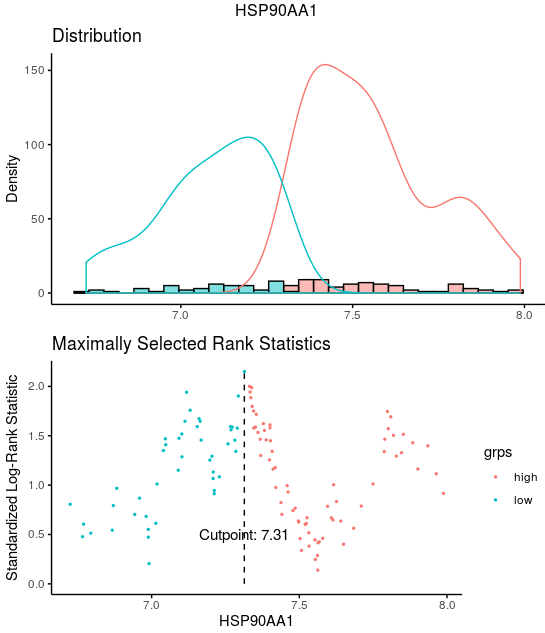 HSP90AA1
Distribution
Density
150
100
50
0
7.0
7.5
8.0
Maximally Selected Rank Statistics
Standardized Log-Rank Statistic
2.0
1.5
1.0
0.5
0.0
Cutpoint: 7.31
7.0
7.5
8.0
HSP90AA1
grps
high
low